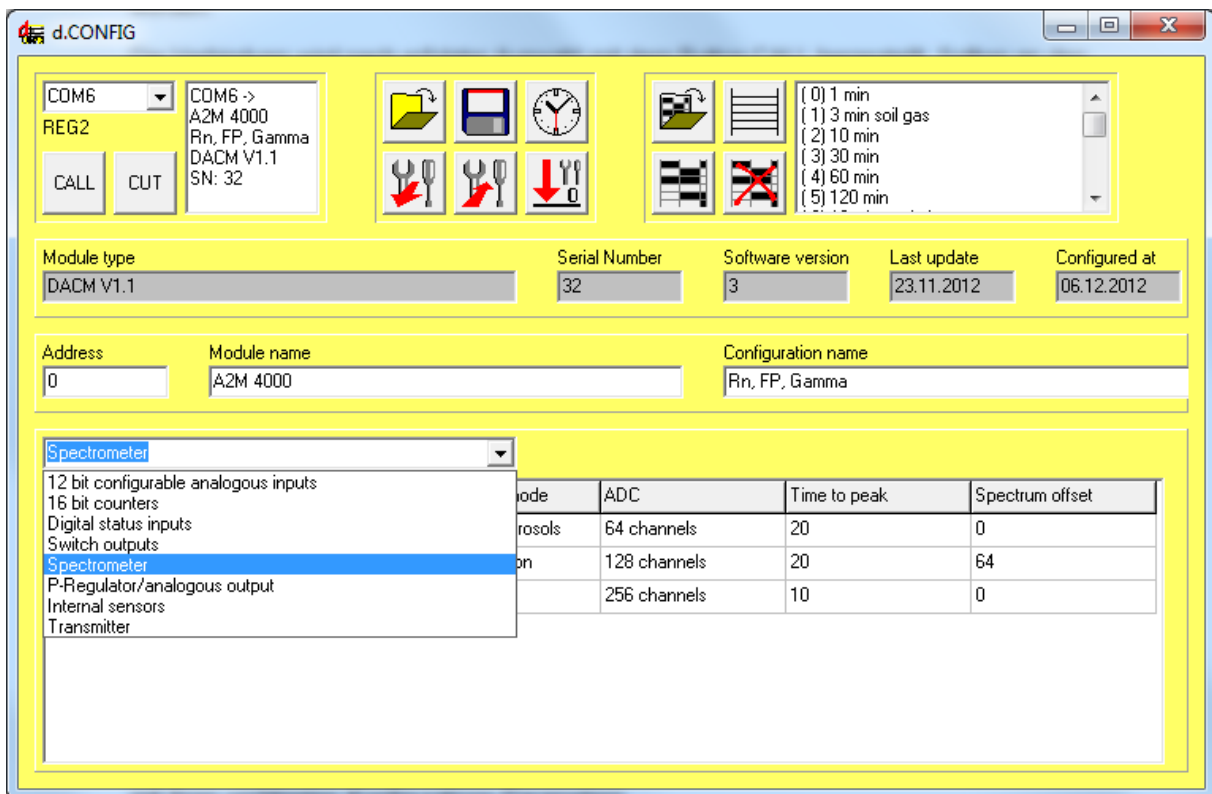 d.CONFIG
COM6
REG2
CALL
CUT
COM6 ->
A2M 4000
Rn, FP, Gamma
DACM V1.1
SN: 32
0
( 0) 1 min
( 1) 3 min soil gas
( 2) 10 min
( 3) 30 min
( 4) 60 min
( 5) 120 min
Module type
Serial Number
Software version
Last update
Configured at
DACM V1.1
32
3
23.11.2012
06.12.2012
Address
Module name
Configuration name
0
A2M 4000
Rn, FP, Gamma
Spectrometer
12 bit configurable analogous inputs
16 bit counters
Digital status inputs
Switch outputs
Spectrometer
P-Regulator/analogous output
Internal sensors
Transmitter
ADC
Time to peak
Spectrum offset
64 channels
20
0
128 channels
20
64
256 channels
10
0